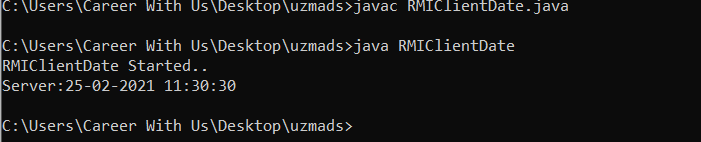 C:\Users\Career With Us\Desktop\uzmads>javac RMIClientDate.java
C:\Users\Career With Us\Desktop\uzmads>java RMIClientDate
RMIClientDate Started..
Server:25-02-2021 11:30:30
C:\Users\Career With Us\Desktop\uzmads>